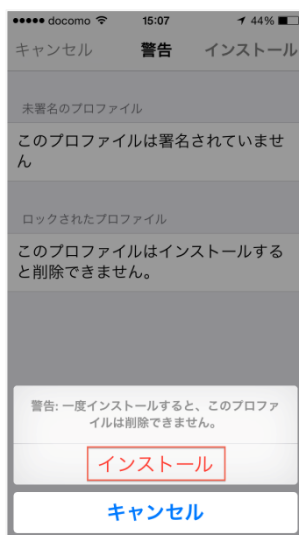 ●●●●● docomo 15:07 44%
キャンセル 警告 インストール
未署名のプロファイル
このプロファイルは署名されていませ
ん
ロックされたプロファイル
このプロファイルはインストールする
と削除できません。
警告: 一度インストールすると、このプロファ
イルは削除できません。
インストール
キャンセル